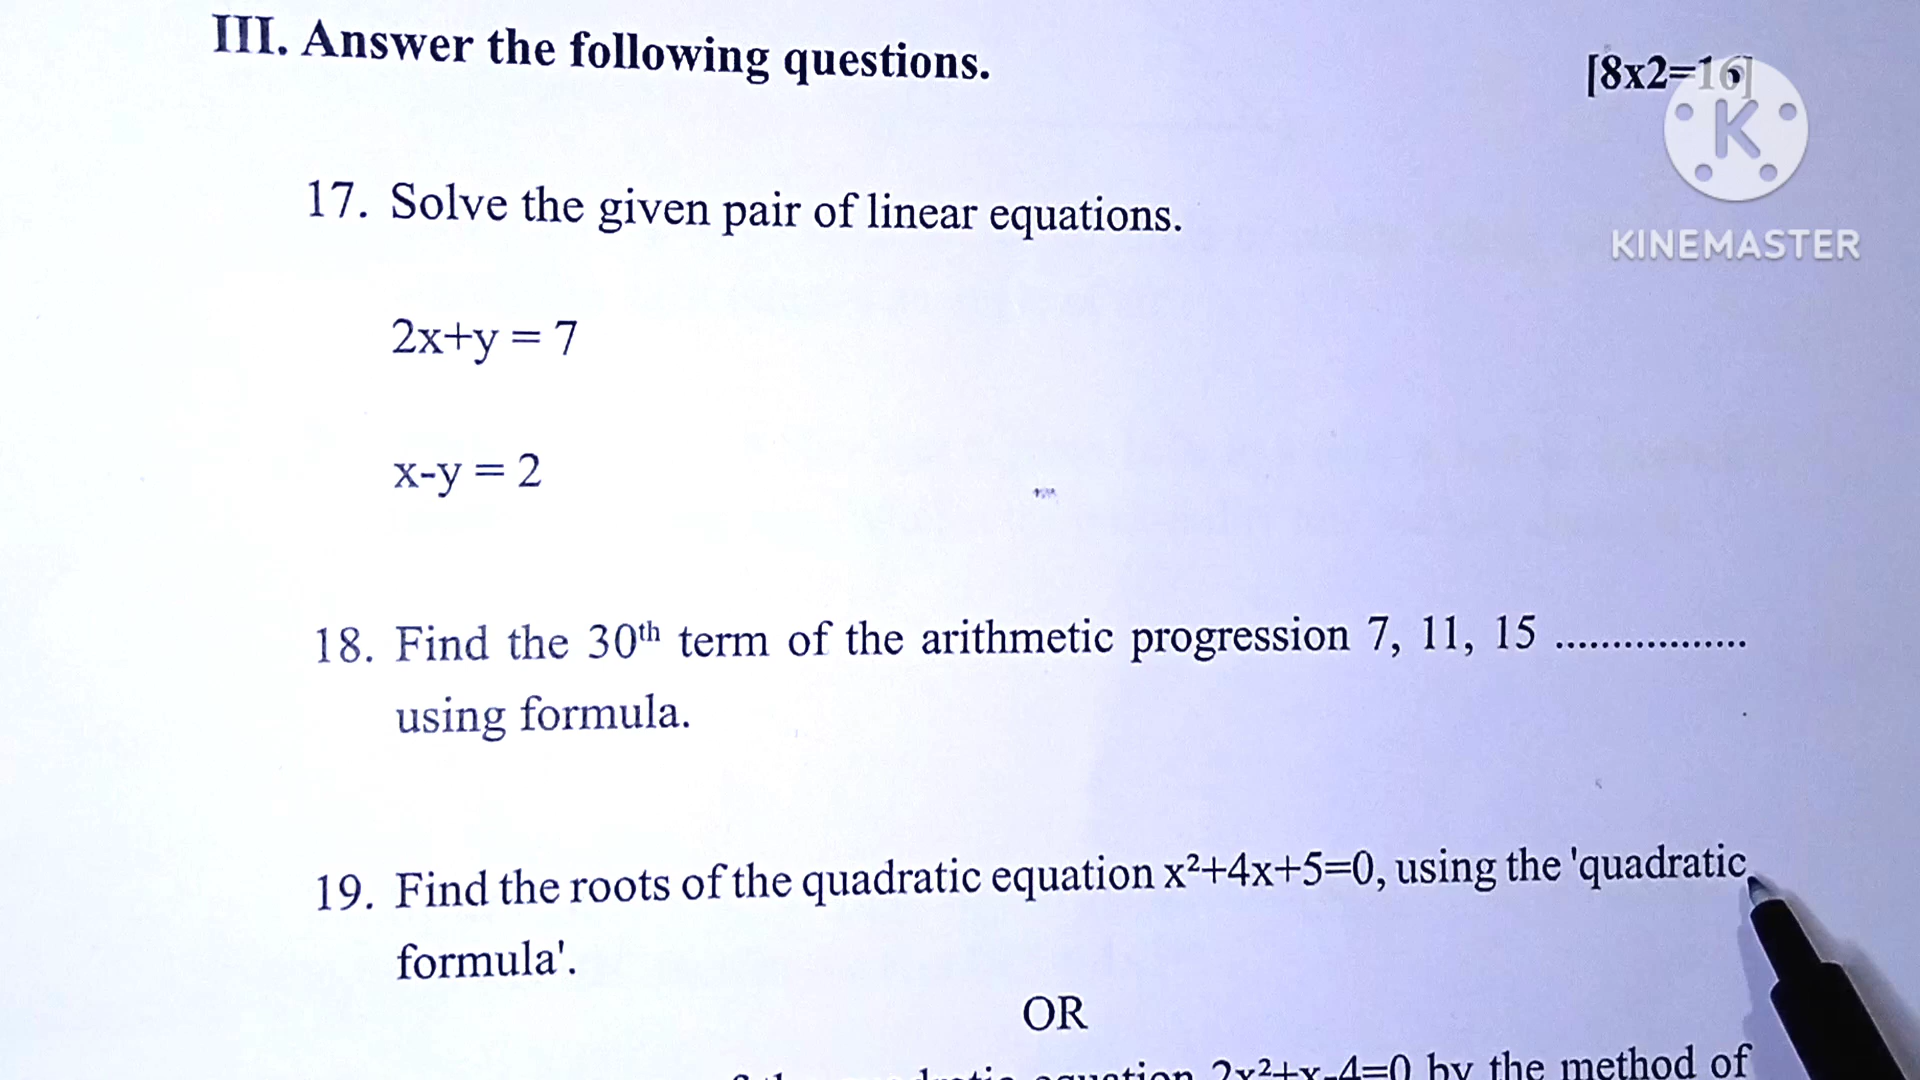 III. Answer the following questions.
[8x2=16]
K
KINEMASTER
17. Solve the given pair of linear equations.
2x+y = 7
x-y = 2
18. Find the 30th term of the arithmetic progression 7, 11, 15 .................
using formula.
19. Find the roots of the quadratic equation x²+4x+5=0, using the 'quadratic
formula'.
OR
quadratic equation 2x²+x-4=0 by the method of